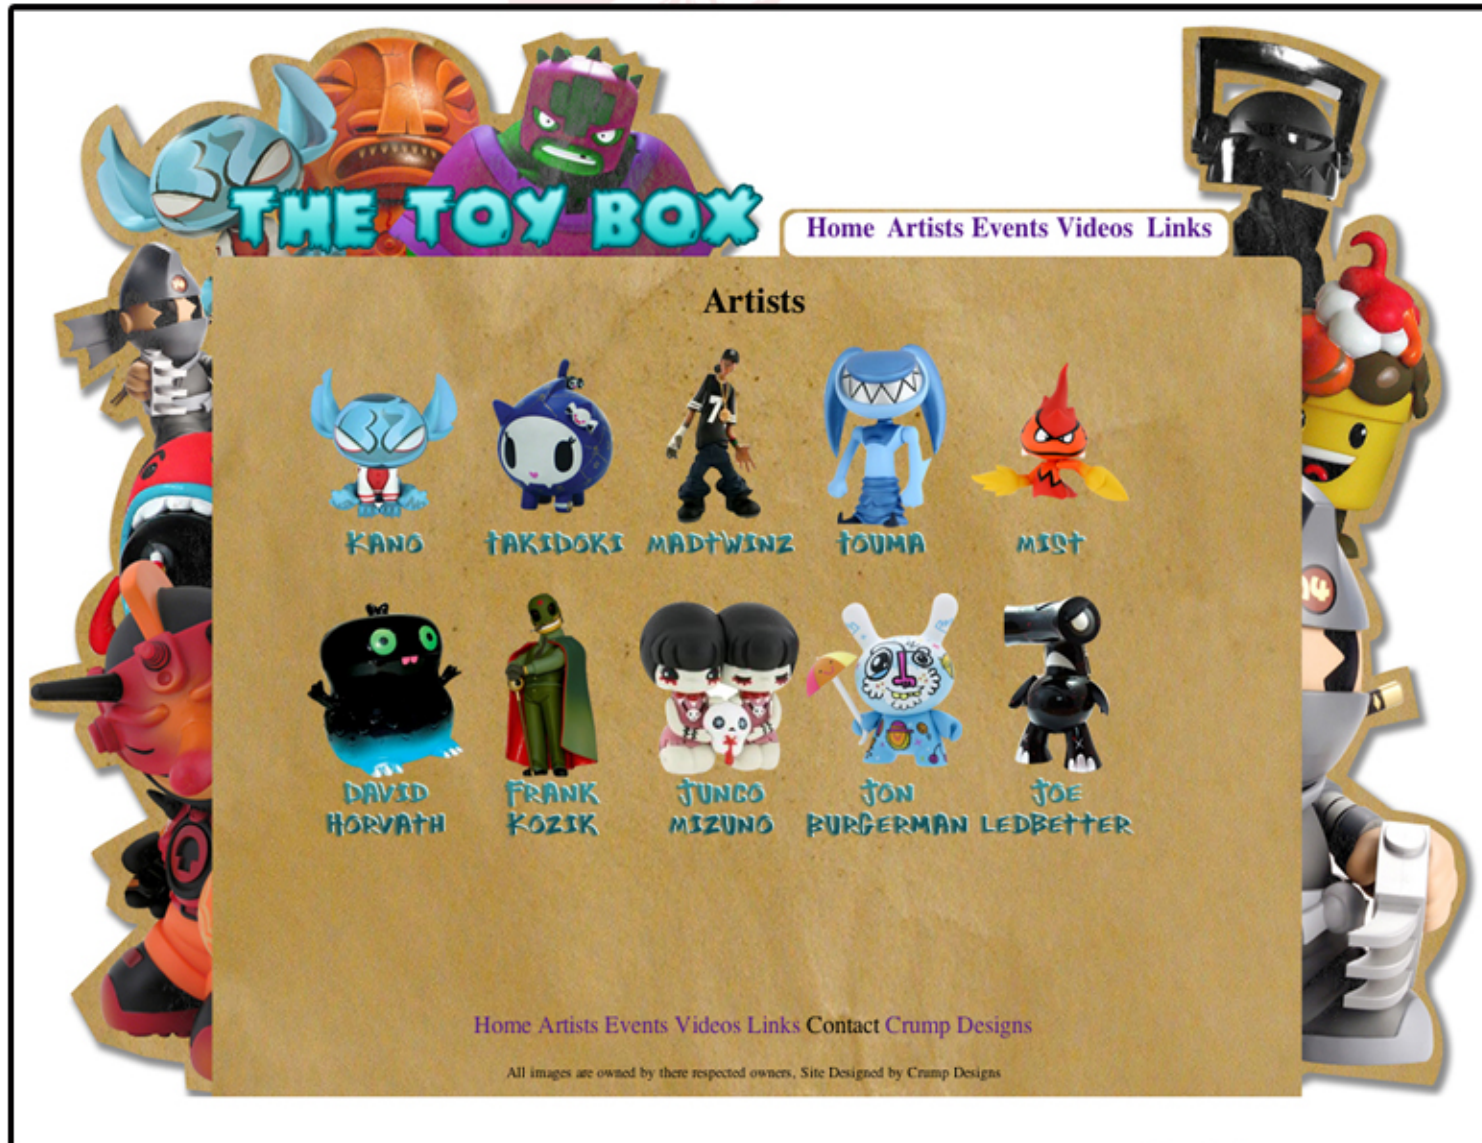 THE TOY BOX
Home Artists Events Videos Links
Artists
37
7
KANO TAKIDOKI MADTWINZ TOUMA MIST
DAVID HORVATH
FRANK KOZIK
JUNCO MIZUNO
JON BURGERMAN
JOE LEDBETTER
Home Artists Events Videos Links Contact Crump Designs
All images are owned by there respected owners, Site Designed by Crump Designs